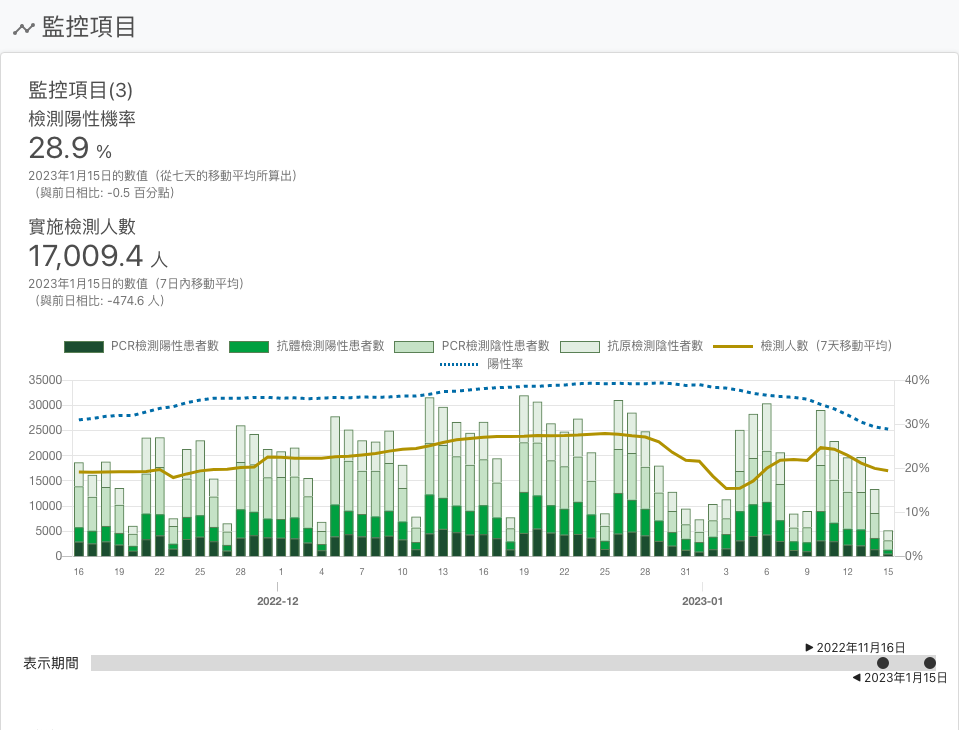 監控項目
監控項目(3)
檢測陽性機率
28.9 %
2023年1月15日的數值（從七天的移動平均所算出）
（與前日相比: -0.5 百分點）
實施檢測人數
17,009.4 人
2023年1月15日的數值（7日內移動平均）
（與前日相比: -474.6 人）
PCR檢測陽性患者數 抗體檢測陽性患者數 PCR檢測陰性患者數 抗原檢測陰性者數 檢測人數（7天移動平均）
陽性率
35000 40%
30000
25000 30%
20000
15000 20%
10000 10%
5000
0 0%
16 19 22 25 28 1 4 7 10 13 16 19 22 25 28 31 3 6 9 12 15
2022-12 2023-01
▶ 2022年11月16日
表示期間
◀ 2023年1月15日